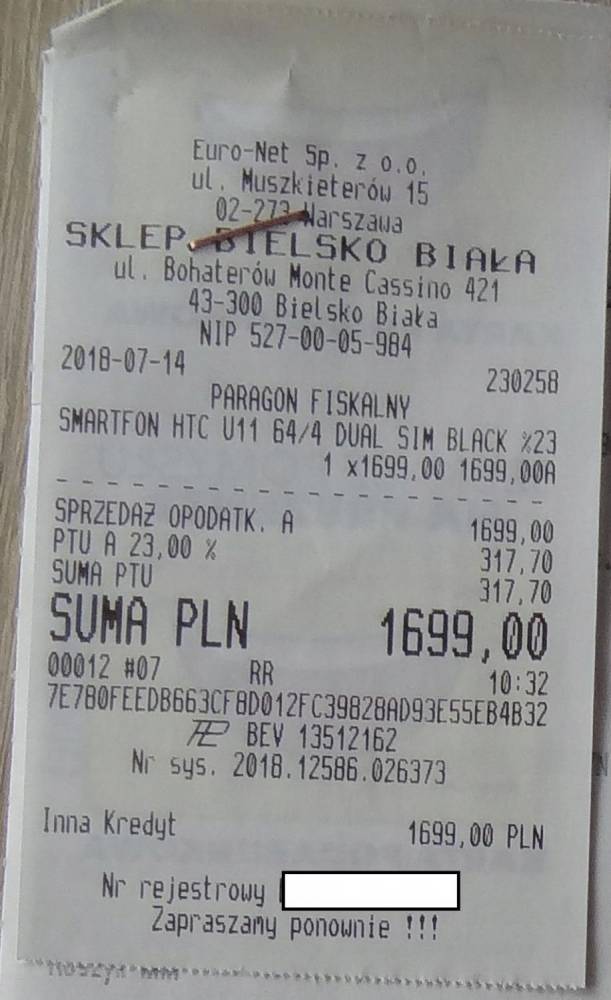 Euro-Net Sp. z o.o.
ul. Muszkieterów 15
02-273 Warszawa
SKLEP BIELSKO BIAŁA
ul. Bohaterów Monte Cassino 421
43-300 Bielsko Biała
NIP 527-00-05-984
2018-07-14 230258
PARAGON FISKALNY
SMARTFON HTC U11 64/4 DUAL SIM BLACK %23
1 x1699,00 1699,00A
SPRZEDAŻ OPODATK. A 1699,00
PTU A 23,00 % 317,70
SUMA PTU 317,70
SUMA PLN 1699,00
00012 #07 RR 10:32
7E780FEEDB663CF8D012FC39828AD93E55EB4B32
BEV 13512162
Nr sys. 2018.12586.026373
Inna Kredyt 1699,00 PLN
Nr rejestrowy
Zapraszamy ponownie !!!